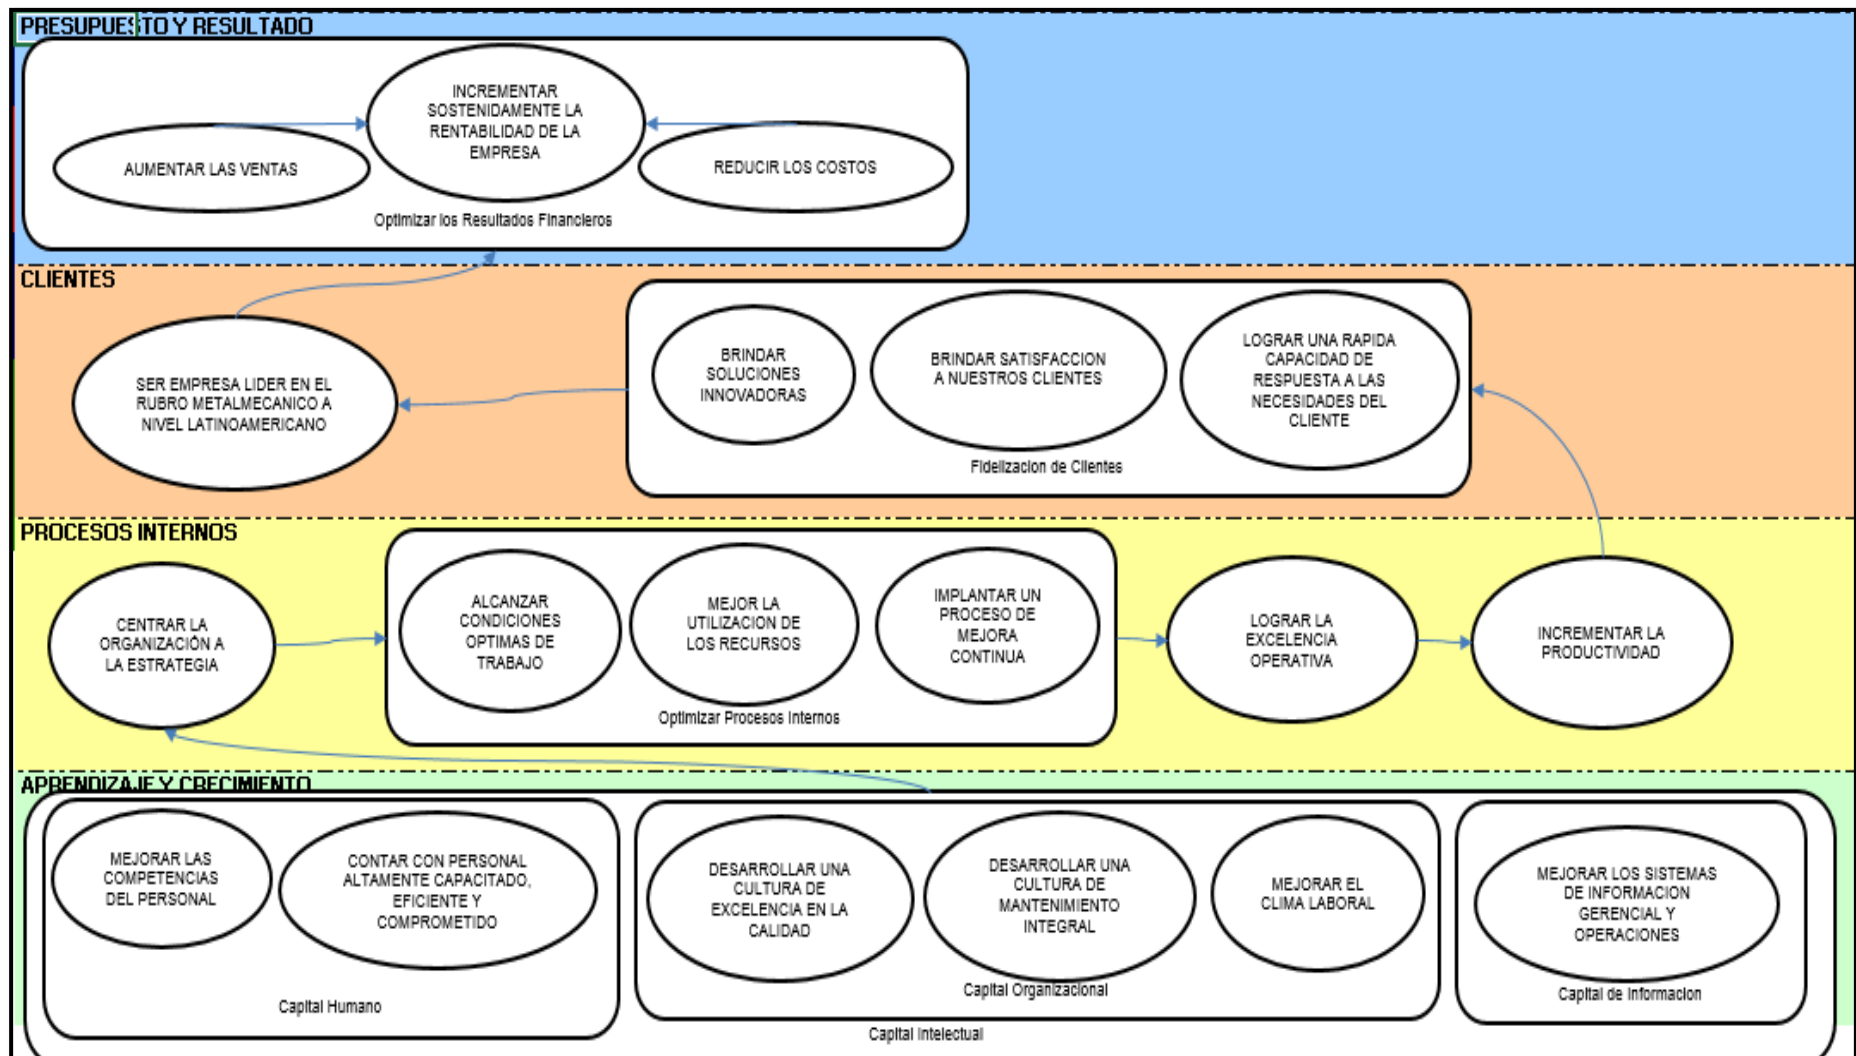 PRESUPUESTO Y RESULTADO
INCREMENTAR
SOSTENIDAMENTE LA
RENTABILIDAD DE LA
EMPRESA
AUMENTAR LAS VENTAS
REDUCIR LOS COSTOS
Optimizar los Resultados Financieros
CLIENTES
SER EMPRESA LIDER EN EL
RUBRO METALMECANICO A
NIVEL LATINOAMERICANO
BRINDAR
SOLUCIONES
INNOVADORAS
BRINDAR SATISFACCION
A NUESTROS CLIENTES
LOGRAR UNA RAPIDA
CAPACIDAD DE
RESPUESTA A LAS
NECESIDADES DEL
CLIENTE
Fidelizacion de Clientes
PROCESOS INTERNOS
CENTRAR LA
ORGANIZACIÓN A
LA ESTRATEGIA
ALCANZAR
CONDICIONES
OPTIMAS DE
TRABAJO
MEJOR LA
UTILIZACION DE
LOS RECURSOS
IMPLANTAR UN
PROCESO DE
MEJORA
CONTINUA
Optimizar Procesos Internos
LOGRAR LA
EXCELENCIA
OPERATIVA
INCREMENTAR LA
PRODUCTIVIDAD
APRENDIZAJE Y CRECIMIENTO
MEJORAR LAS
COMPETENCIAS
DEL PERSONAL
CONTAR CON PERSONAL
ALTAMENTE CAPACITADO,
EFICIENTE Y
COMPROMETIDO
Capital Humano
DESARROLLAR UNA
CULTURA DE
EXCELENCIA EN LA
CALIDAD
DESARROLLAR UNA
CULTURA DE
MANTENIMIENTO
INTEGRAL
MEJORAR EL
CLIMA LABORAL
Capital Organizacional
MEJORAR LOS SISTEMAS
DE INFORMACION
GERENCIAL Y
OPERACIONES
Capital de Informacion
Capital Intelectual